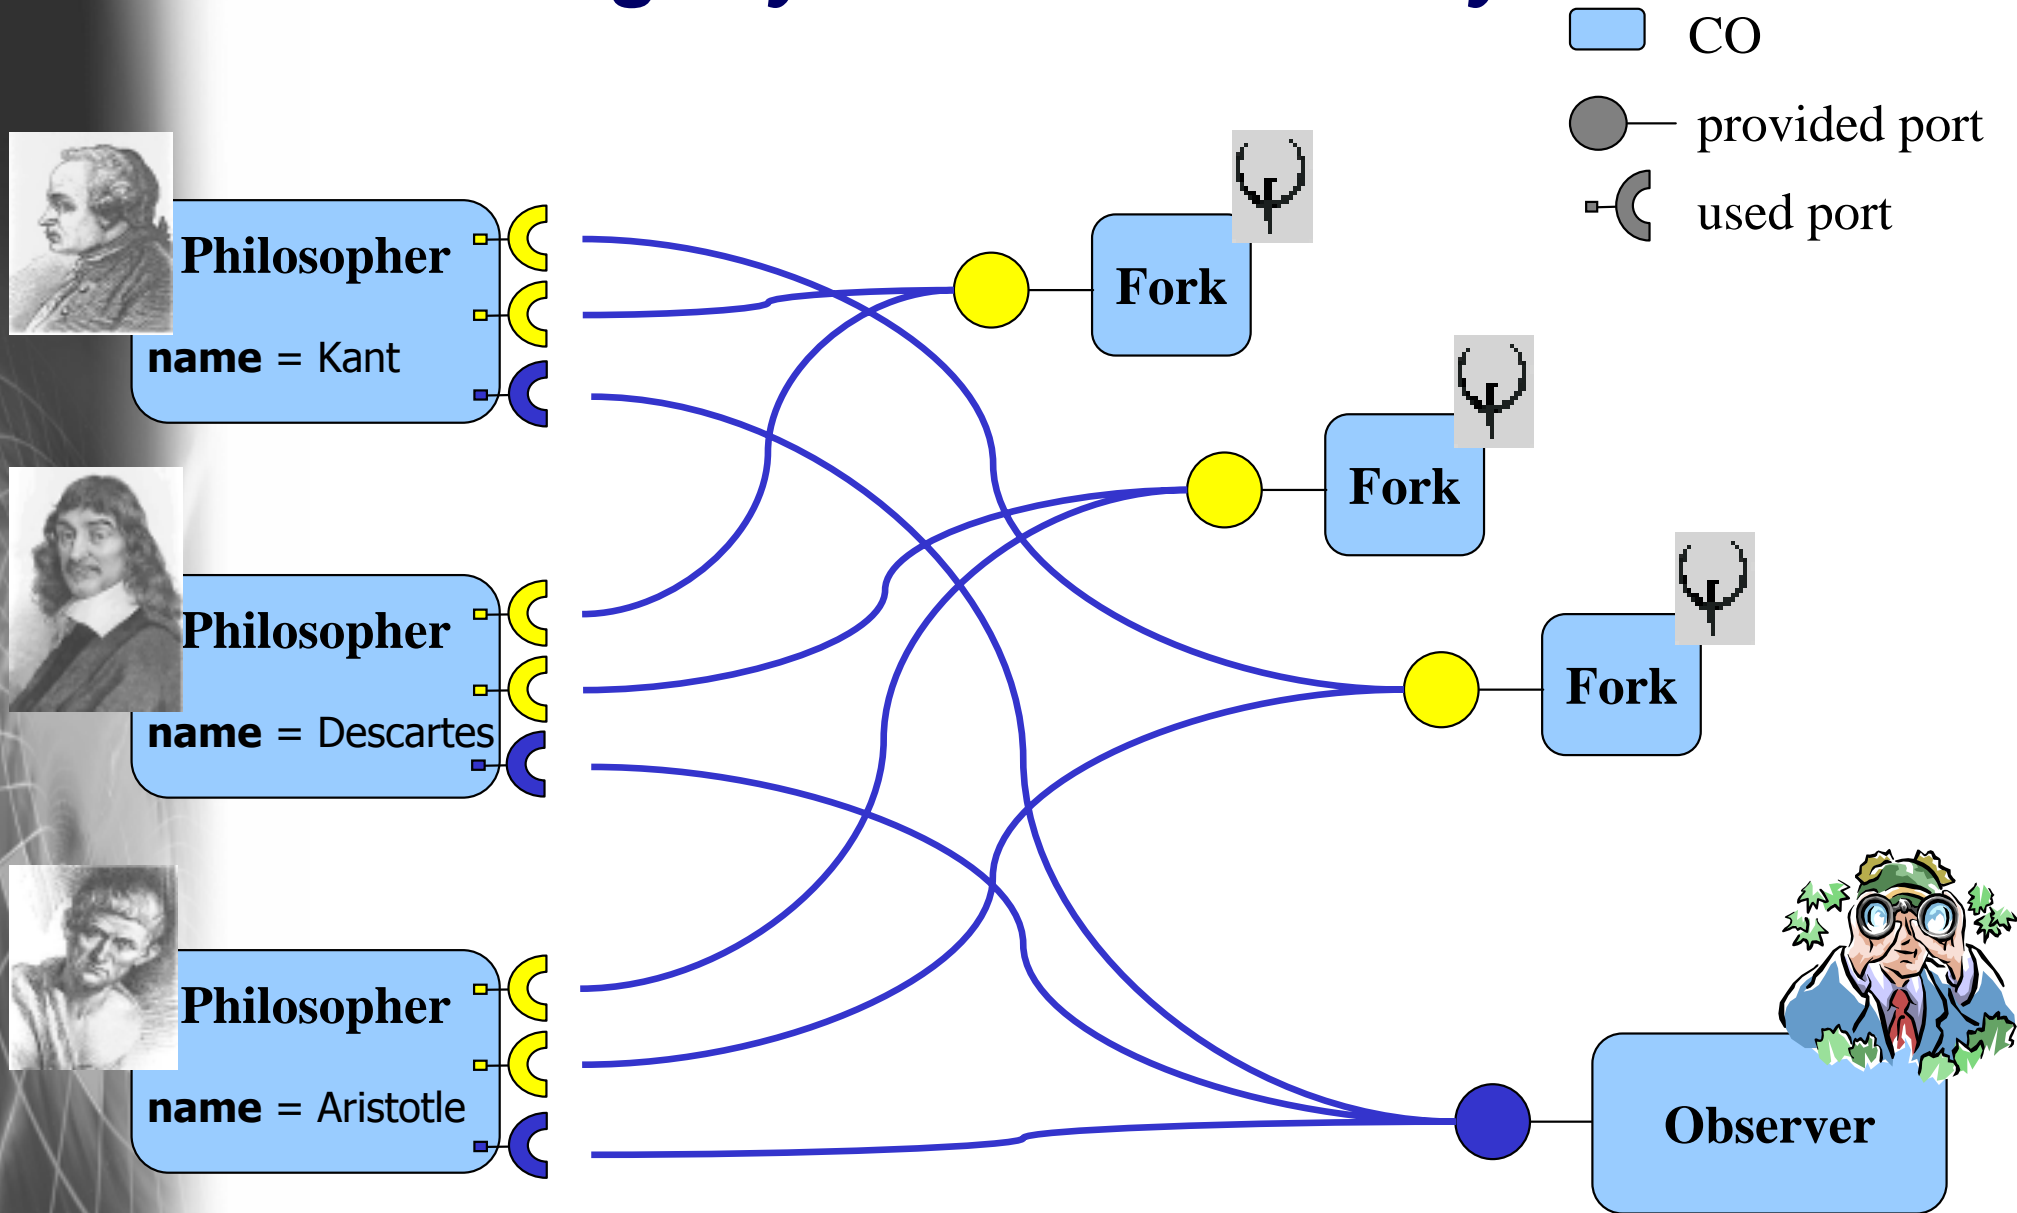 CO
provided port
used port
Philosopher
name = Kant
Fork
Fork
Philosopher
name = Descartes
Fork
Philosopher
name = Aristotle
Observer